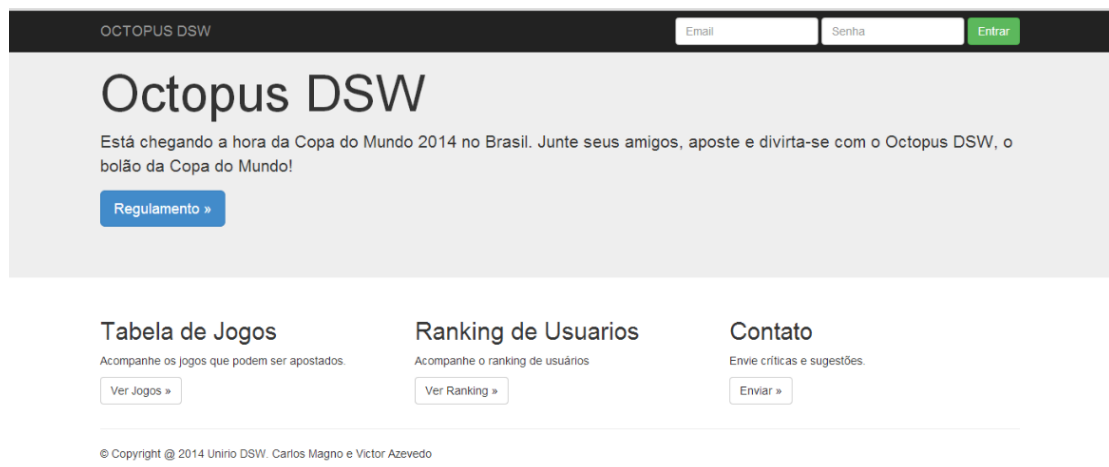 OCTOPUS DSW
Email
Senha
Entrar
Octopus DSW
Está chegando a hora da Copa do Mundo 2014 no Brasil. Junte seus amigos, aposte e divirta-se com o Octopus DSW, o
bolão da Copa do Mundo!
Regulamento »
Tabela de Jogos
Acompanhe os jogos que podem ser apostados.
Ver Jogos »
Ranking de Usuarios
Acompanhe o ranking de usuários
Ver Ranking »
Contato
Envie críticas e sugestões.
Enviar »
© Copyright @ 2014 Unirio DSW. Carlos Magno e Victor Azevedo